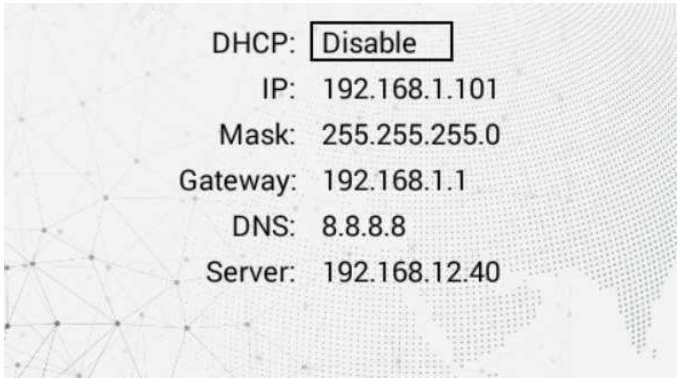 DHCP: Disable
IP: 192.168.1.101
Mask: 255.255.255.0
Gateway: 192.168.1.1
DNS: 8.8.8.8
Server: 192.168.12.40